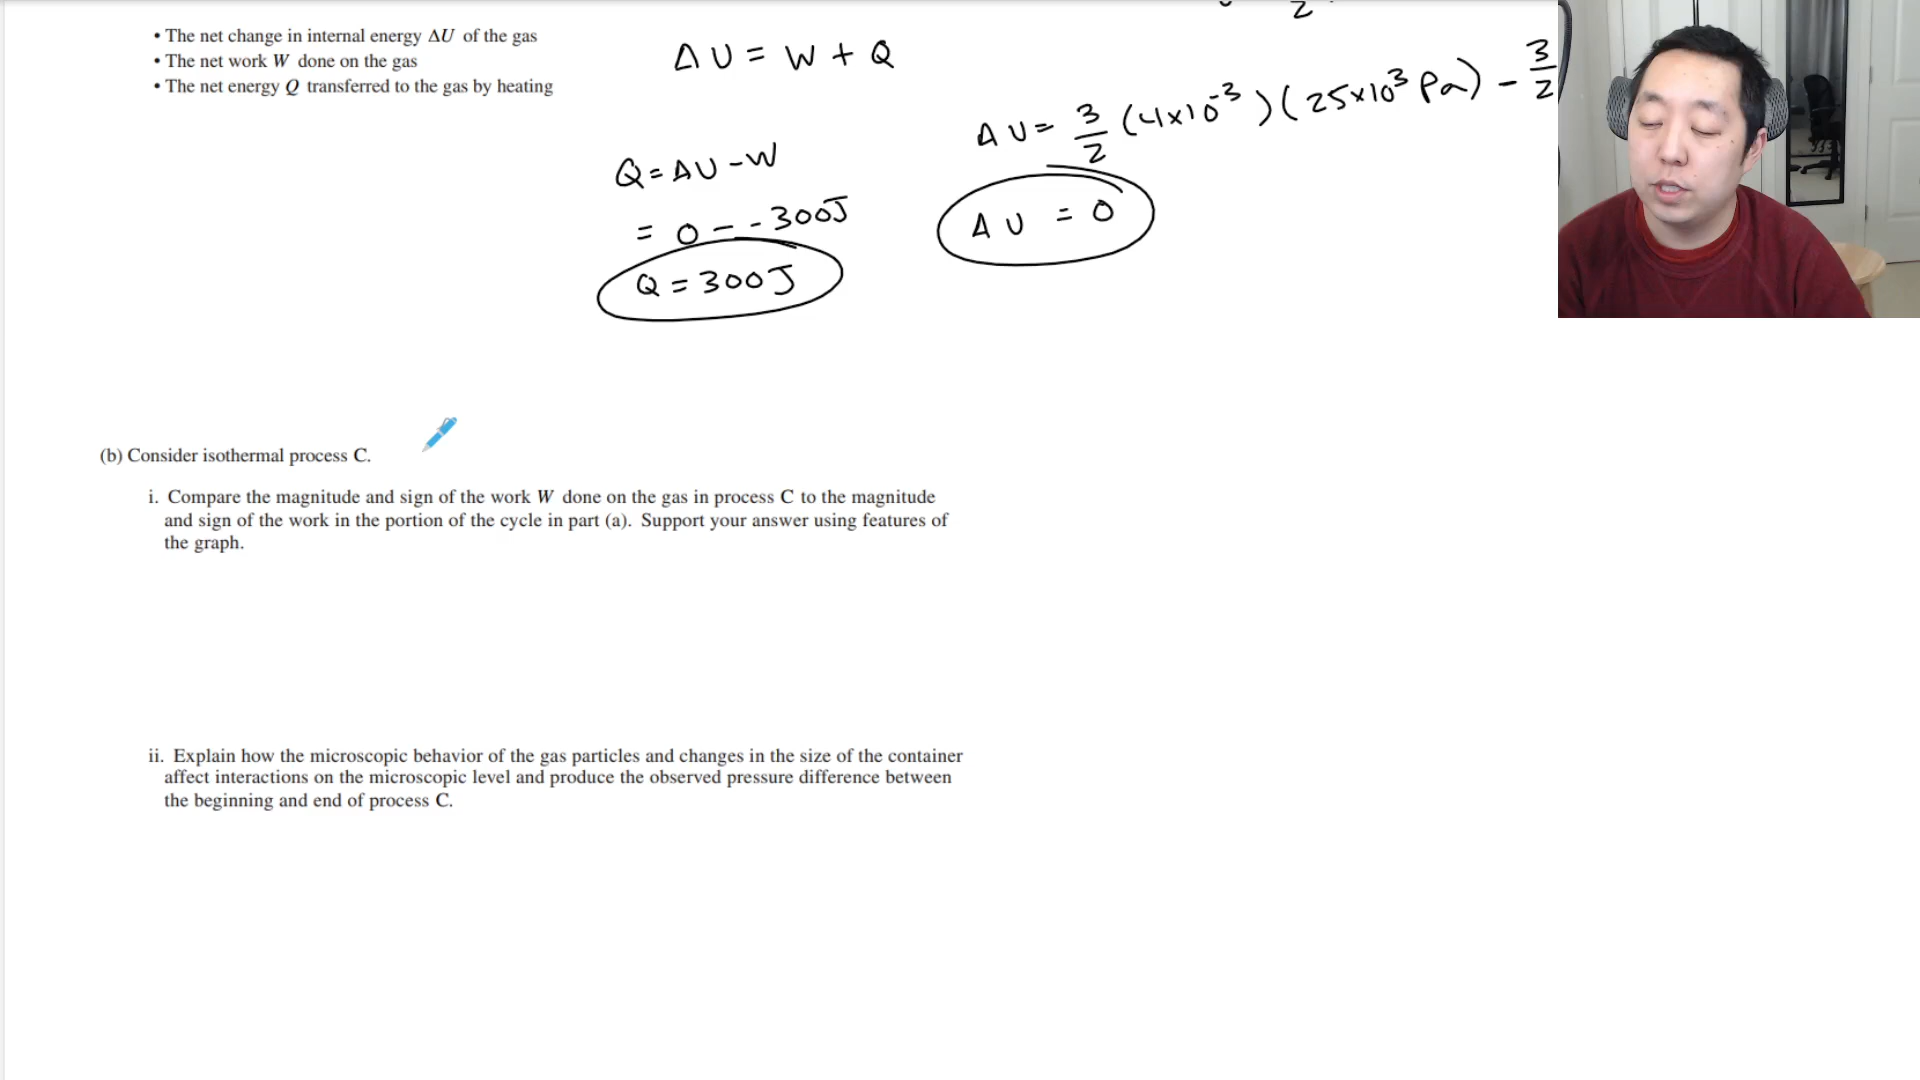 • The net change in internal energy ΔU of the gas
• The net work W done on the gas
• The net energy Q transferred to the gas by heating
ΔU = W + Q
ΔU = 3/2 (4x10^-3)(25x10^3 Pa) - 3/2
Q = ΔU - W
= 0 - -300J
Q = 300J
ΔU = 0
(b) Consider isothermal process C.
i. Compare the magnitude and sign of the work W done on the gas in process C to the magnitude
and sign of the work in the portion of the cycle in part (a). Support your answer using features of
the graph.
ii. Explain how the microscopic behavior of the gas particles and changes in the size of the container
affect interactions on the microscopic level and produce the observed pressure difference between
the beginning and end of process C.